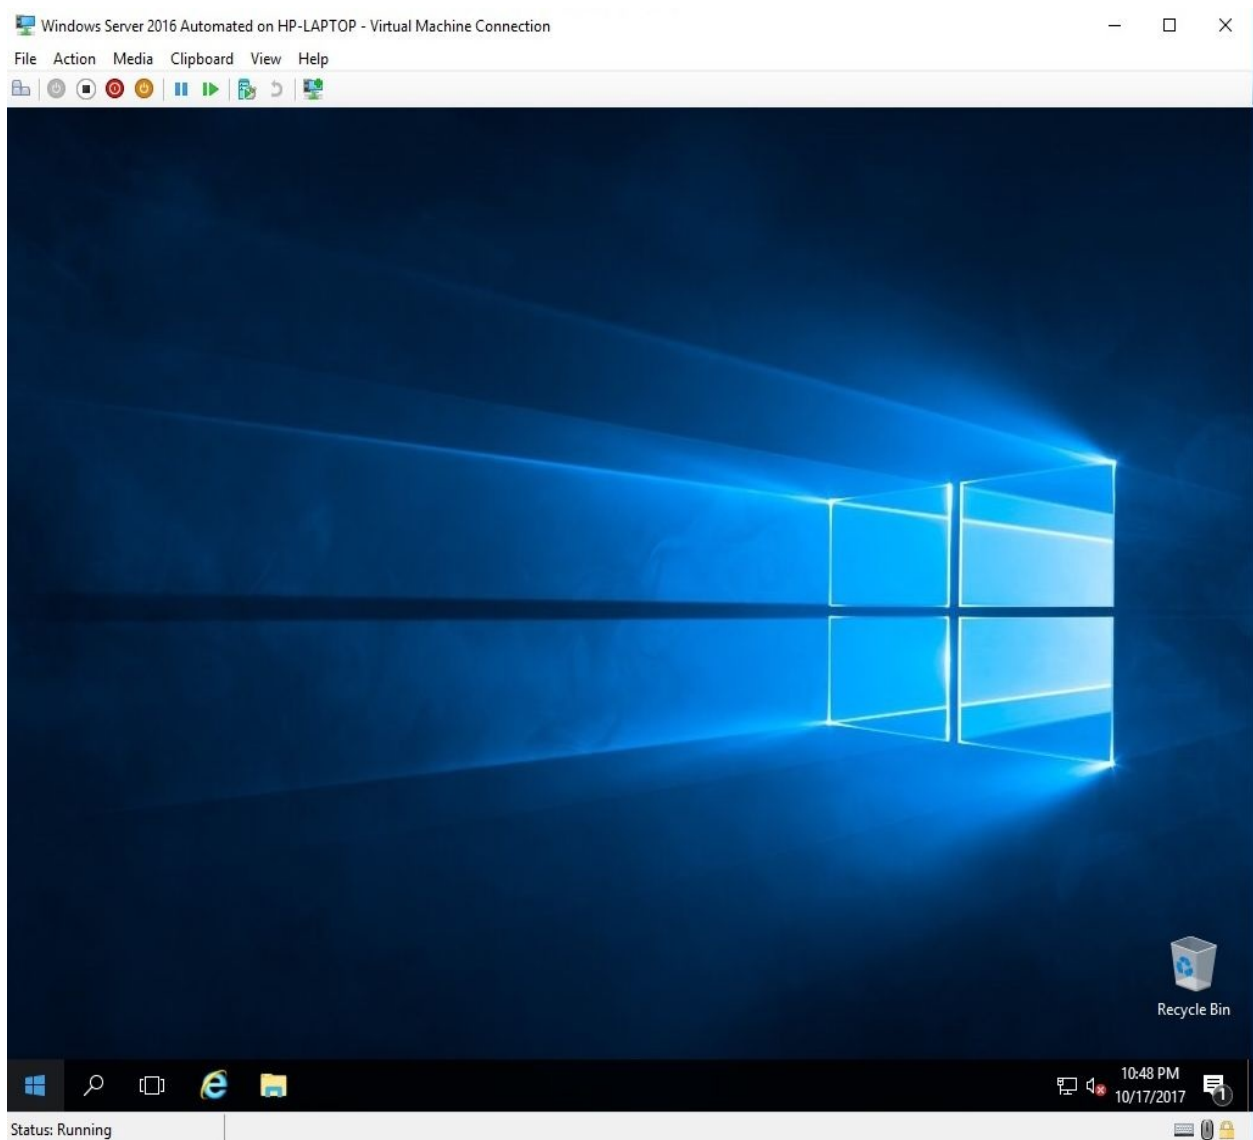 Windows Server 2016 Automated on HP-LAPTOP - Virtual Machine Connection
File Action Media Clipboard View Help
Recycle Bin
10:48 PM
10/17/2017
1
Status: Running